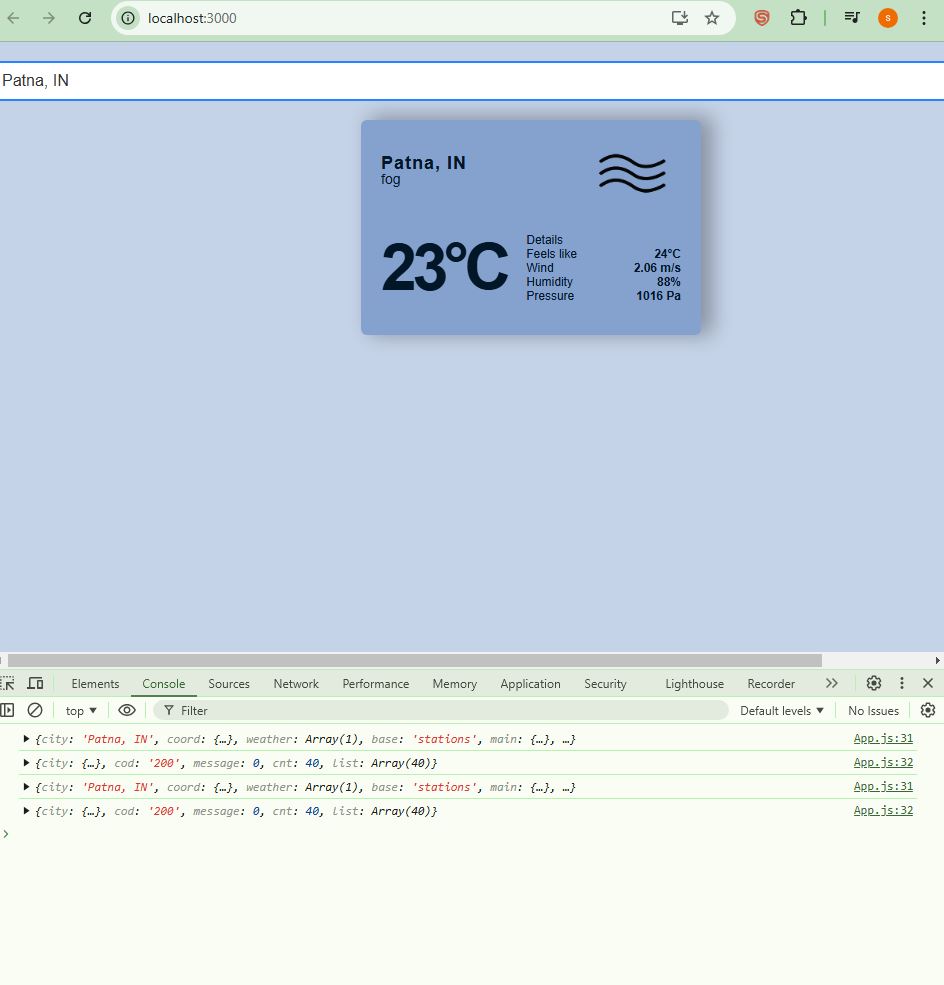 localhost:3000
s
Patna, IN
Patna, IN
fog
23°C
Details
Feels like 24°C
Wind 2.06 m/s
Humidity 88%
Pressure 1016 Pa
Elements Console Sources Network Performance Memory Application Security Lighthouse Recorder
top Filter Default levels No Issues
{city: 'Patna, IN', coord: {…}, weather: Array(1), base: 'stations', main: {…}, …} App.js:31
{city: {…}, cod: '200', message: 0, cnt: 40, list: Array(40)} App.js:32
{city: 'Patna, IN', coord: {…}, weather: Array(1), base: 'stations', main: {…}, …} App.js:31
{city: {…}, cod: '200', message: 0, cnt: 40, list: Array(40)} App.js:32